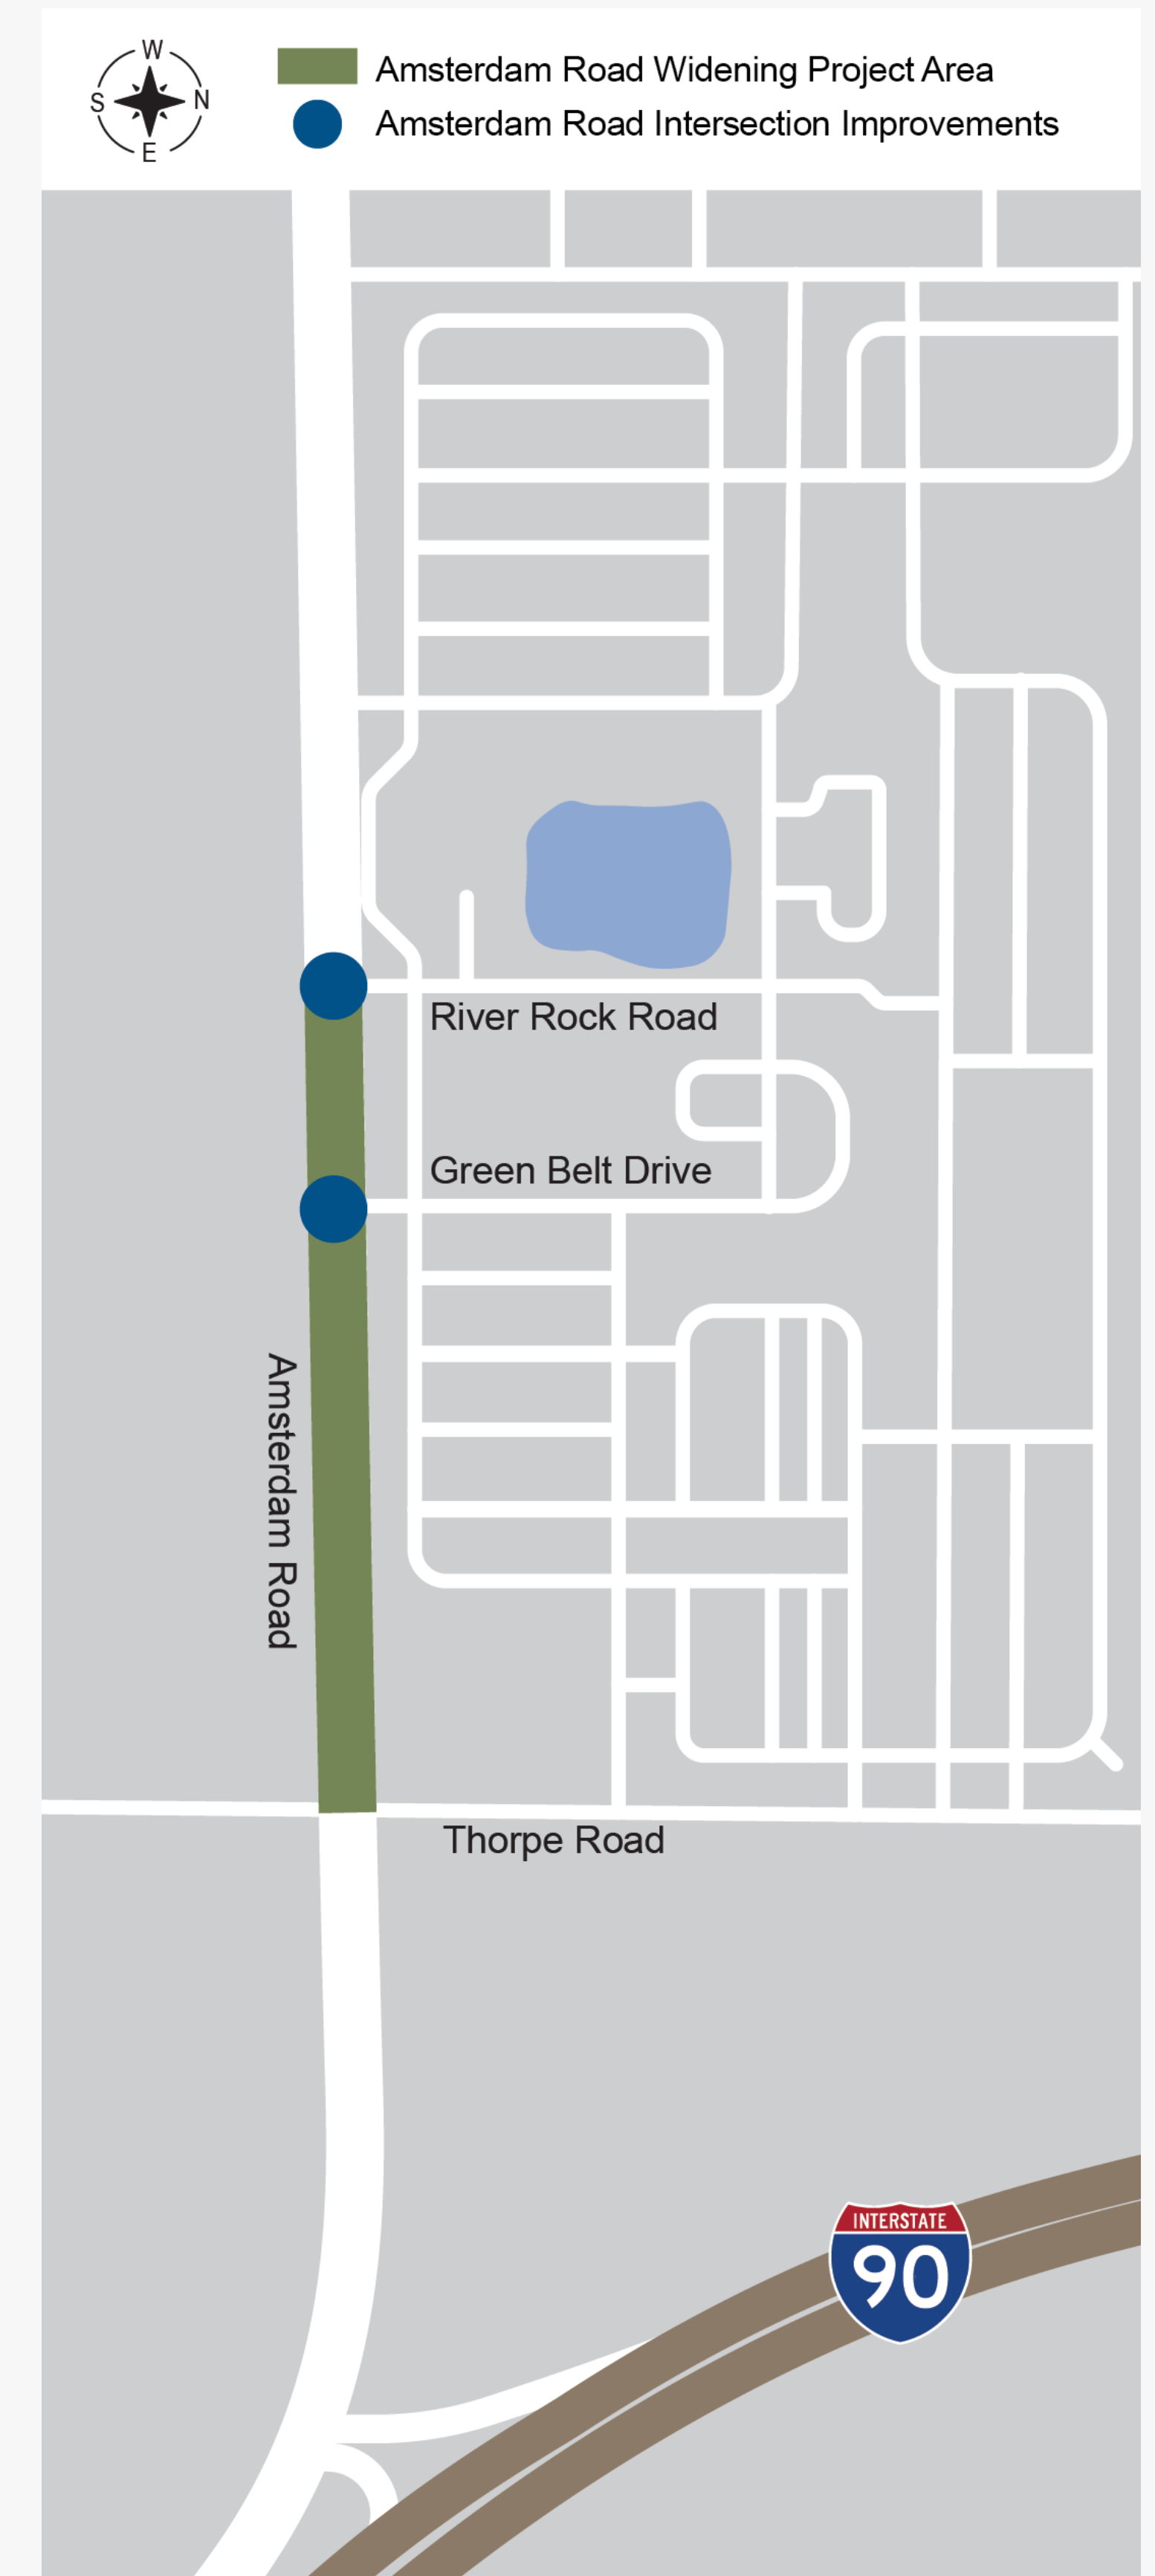 W
S
N
E
Amsterdam Road Widening Project Area
Amsterdam Road Intersection Improvements
River Rock Road
Green Belt Drive
Amsterdam Road
Thorpe Road
INTERSTATE
90